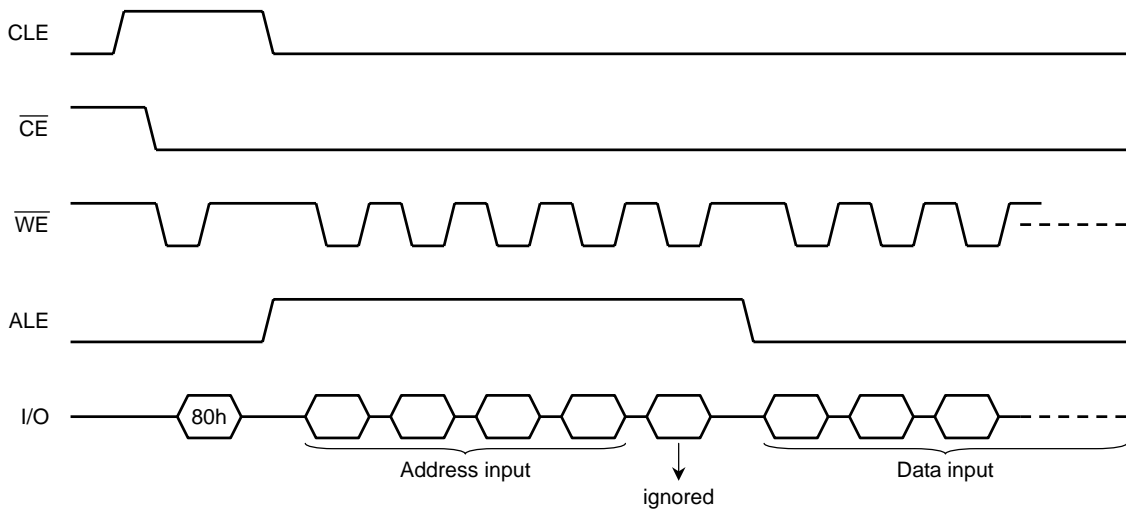 CLE
CE
WE
ALE
I/O
80h
Address input
Data input
ignored